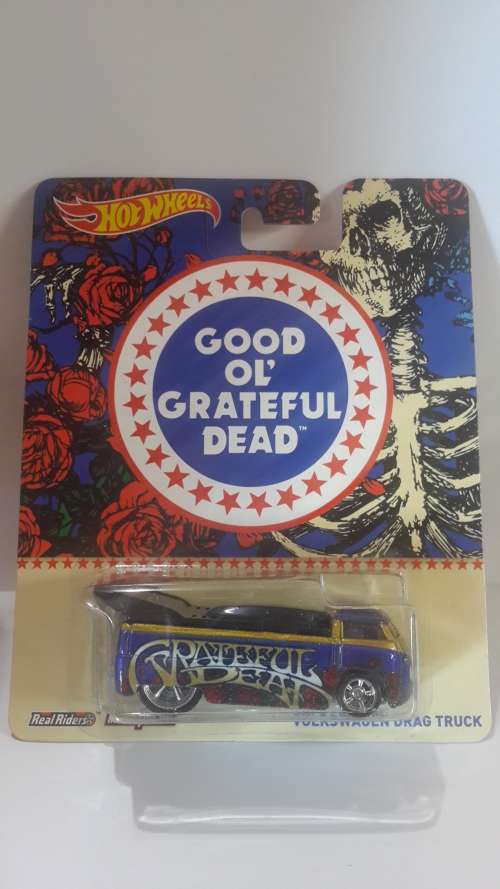 HOT WHEELS
GOOD
OL'
GRATEFUL
DEAD™
GRATEFUL
DEAD
Real Riders
VOLKSWAGEN DRAG TRUCK